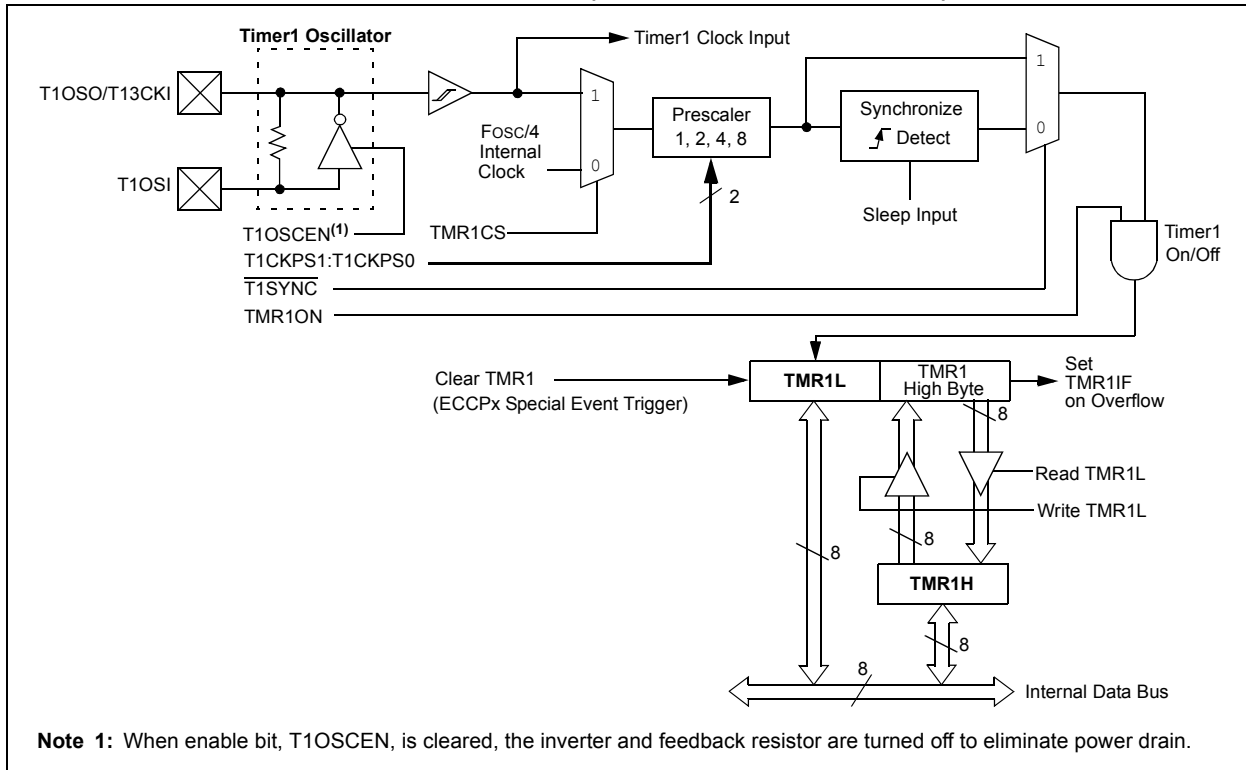 Timer1 Oscillator
Timer1 Clock Input
T1OSO/T13CKI
1
FOSC/4
Internal
Clock
0
Prescaler
1, 2, 4, 8
Synchronize
Detect
1
0
T1OSI
2
Sleep Input
T1OSCEN(1)
TMR1CS
T1CKPS1:T1CKPS0
T1SYNC
TMR1ON
Timer1
On/Off
Clear TMR1
(ECCPx Special Event Trigger)
TMR1L
TMR1
High Byte
Set
TMR1IF
on Overflow
8
Read TMR1L
Write TMR1L
8
8
TMR1H
8
8
Internal Data Bus
Note 1: When enable bit, T1OSCEN, is cleared, the inverter and feedback resistor are turned off to eliminate power drain.